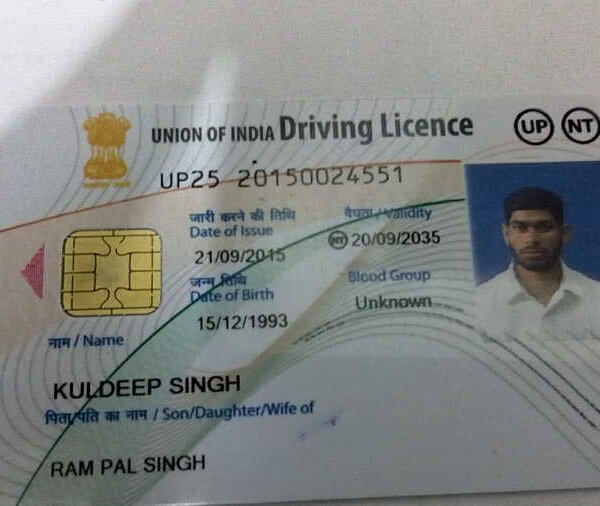 UNION OF INDIA Driving Licence UP NT
UP25 20150024551
जारी करने की तिथि वैधता / Validity
Date of Issue
21/09/2015 NT 20/09/2035
जन्म तिथि Blood Group
Date of Birth Unknown
15/12/1993
नाम / Name
KULDEEP SINGH
पिता/पति का नाम / Son/Daughter/Wife of
RAM PAL SINGH